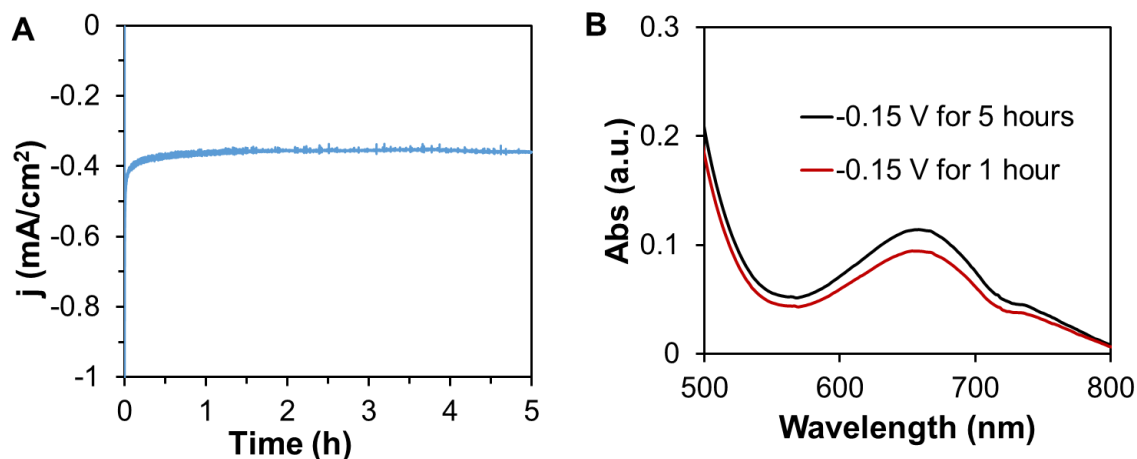 A
j (mA/cm²)
0
-0.2
-0.4
-0.6
-0.8
-1
0 1 2 3 4 5
Time (h)
B
Abs (a.u.)
0.3
0.2
0.1
0
-0.15 V for 5 hours
-0.15 V for 1 hour
500 600 700 800
Wavelength (nm)